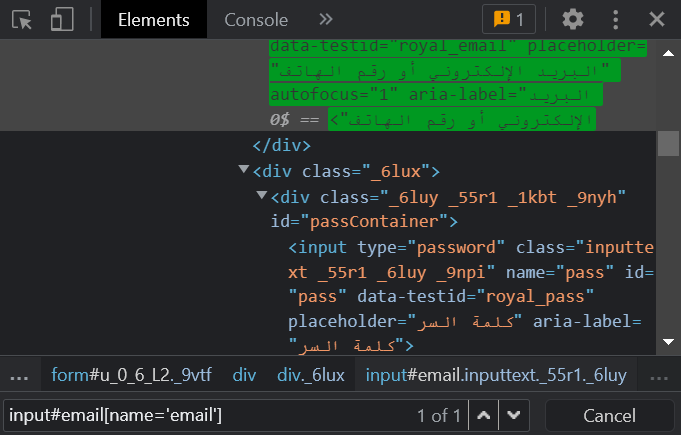 Elements Console » 1
data-testid="royal_email" placeholder=
"البريد الإلكتروني أو رقم الهاتف"
autofocus="1" aria-label="البريد
الإلكتروني أو رقم الهاتف"> == $0
</div>
<div class="_6lux">
<div class="_6luy _55r1 _1kbt _9nyh"
id="passContainer">
<input type="password" class="inputte
xt _55r1 _6luy _9npi" name="pass" id=
"pass" data-testid="royal_pass"
placeholder="كلمة السر" aria-label=
"كلمة السر">
... form#u_0_6_L2._9vtf div div._6lux input#email.inputtext._55r1._6luy ...
input#email[name='email'] 1 of 1 Cancel